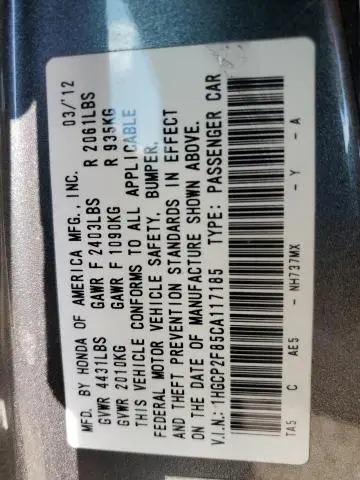 MFD. BY HONDA OF AMERICA MFG., INC. 03/'12
GVWR 4431LBS GAWR F 2403LBS R 2061LBS
GVWR 2010KG GAWR F 1090KG R 935KG
THIS VEHICLE CONFORMS TO ALL APPLICABLE
FEDERAL MOTOR VEHICLE SAFETY, BUMPER,
AND THEFT PREVENTION STANDARDS IN EFFECT
ON THE DATE OF MANUFACTURE SHOWN ABOVE.
V.I.N.: 1HGCP2F85CA117185 TYPE: PASSENGER CAR
TA5 C AE5 - NH737MX - Y - A